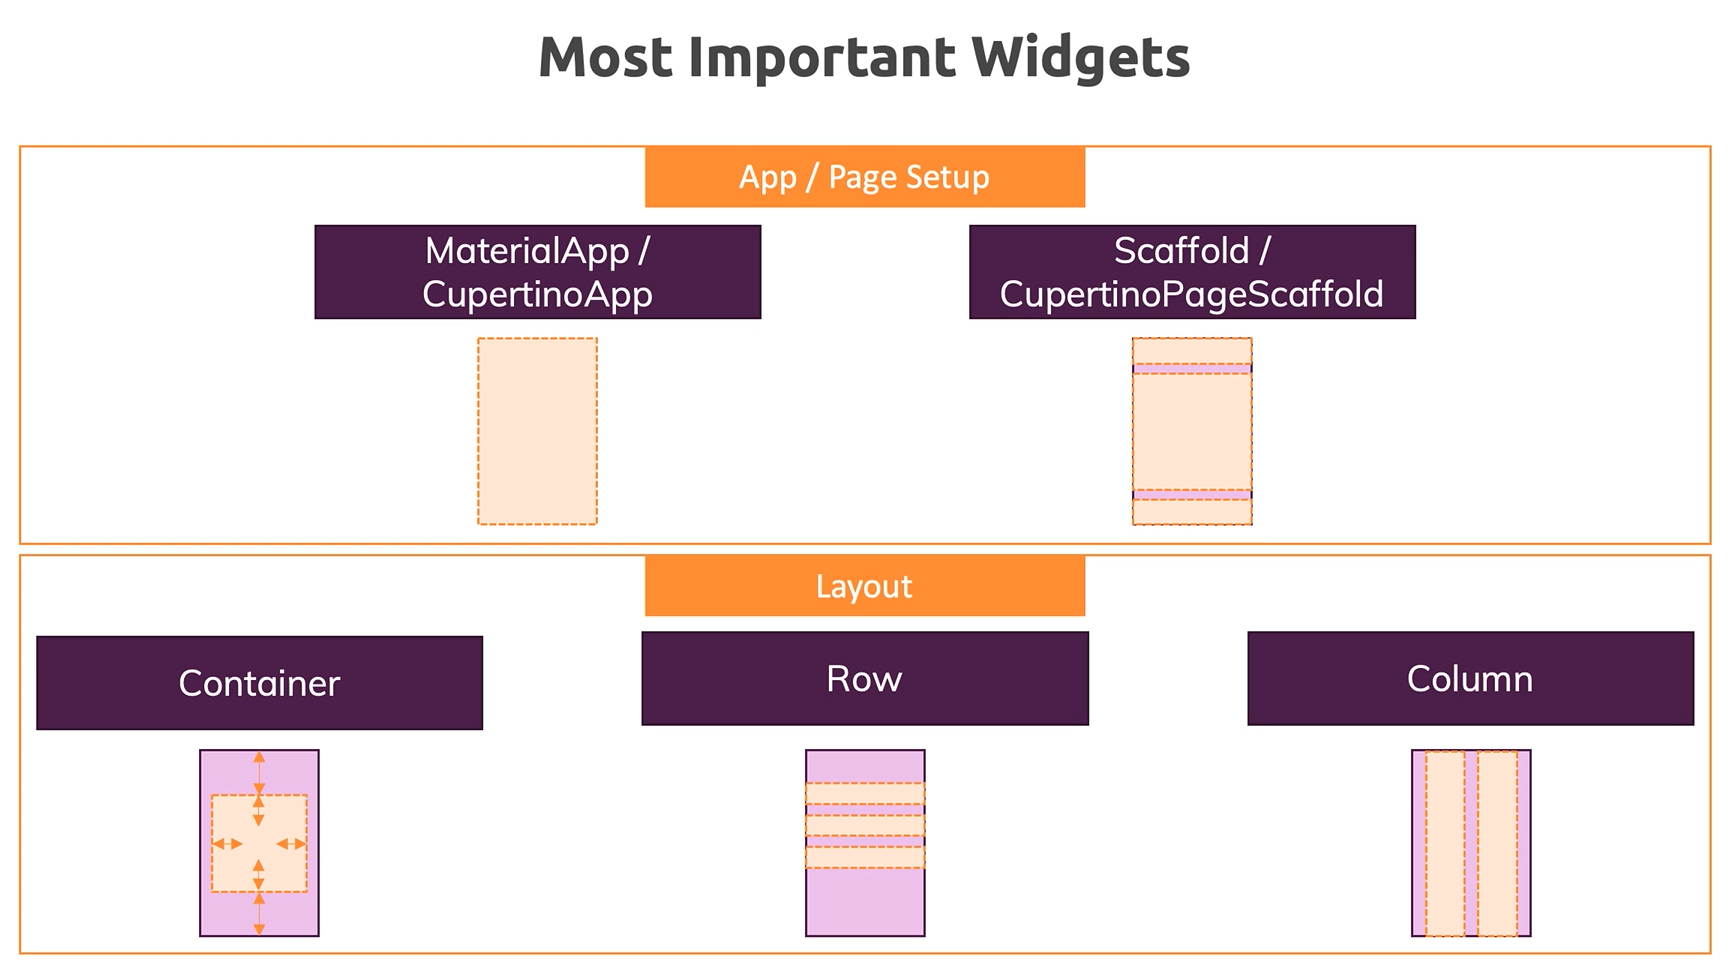 Most Important Widgets
App / Page Setup
MaterialApp /
CupertinoApp
Scaffold /
CupertinoPageScaffold
Layout
Container
Row
Column